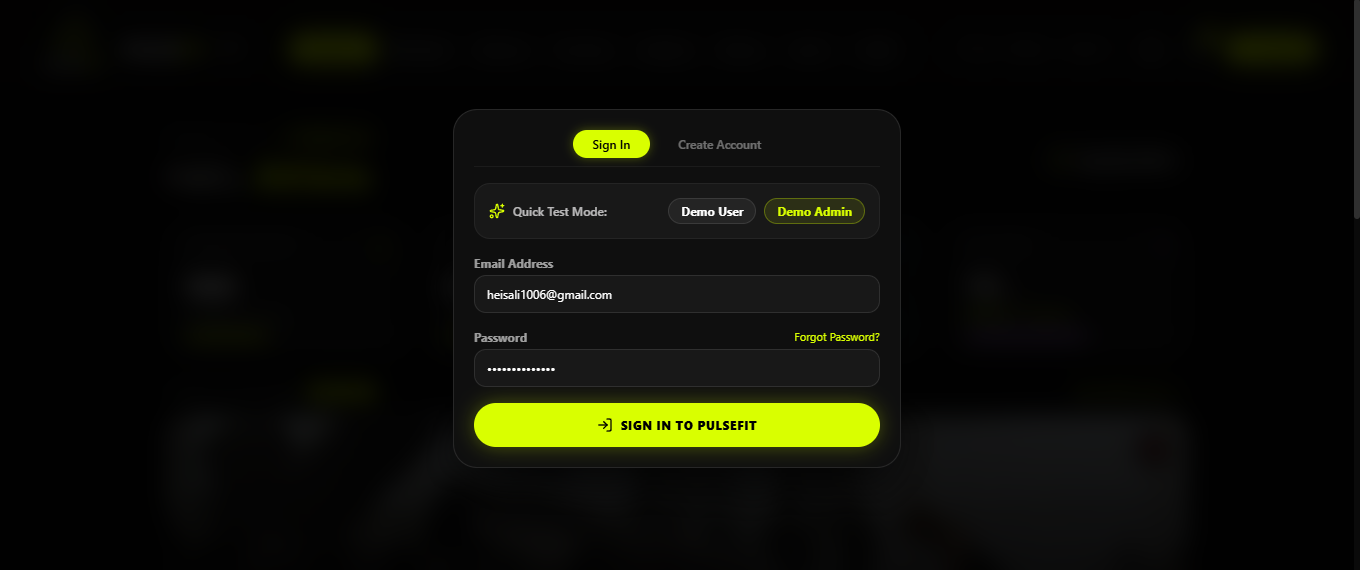 Sign In Create Account
Quick Test Mode: Demo User Demo Admin
Email Address
heisali1006@gmail.com
Password Forgot Password?
••••••••••••••
SIGN IN TO PULSEFIT